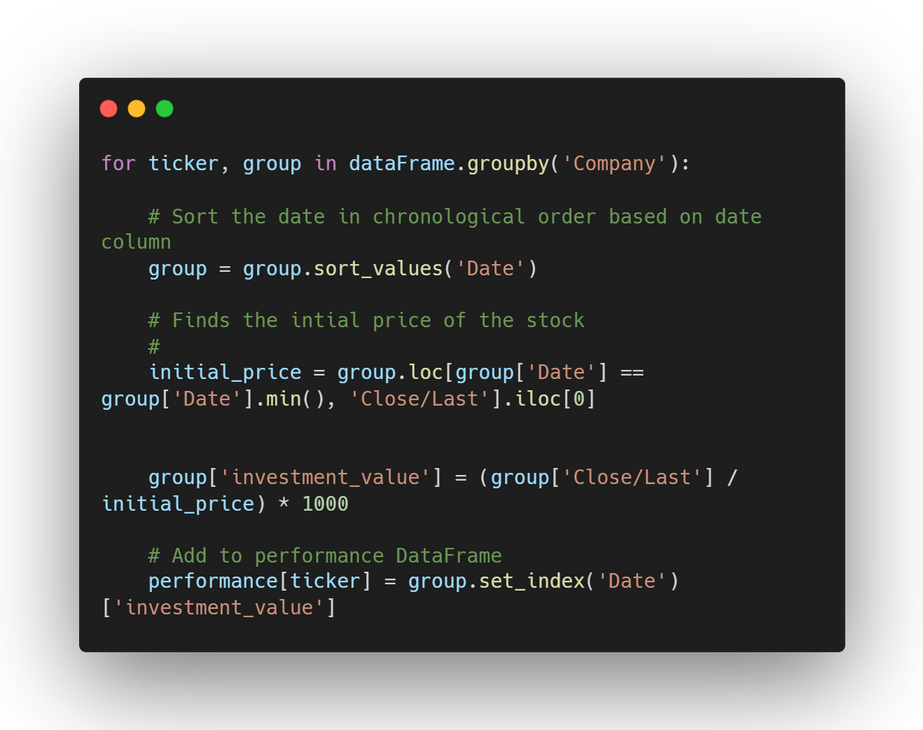 for ticker, group in dataFrame.groupby('Company'):
    # Sort the date in chronological order based on date
column
    group = group.sort_values('Date')
    # Finds the intial price of the stock
    #
    initial_price = group.loc[group['Date'] ==
group['Date'].min(), 'Close/Last'].iloc[0]
    group['investment_value'] = (group['Close/Last'] /
initial_price) * 1000
    # Add to performance DataFrame
    performance[ticker] = group.set_index('Date')
['investment_value']